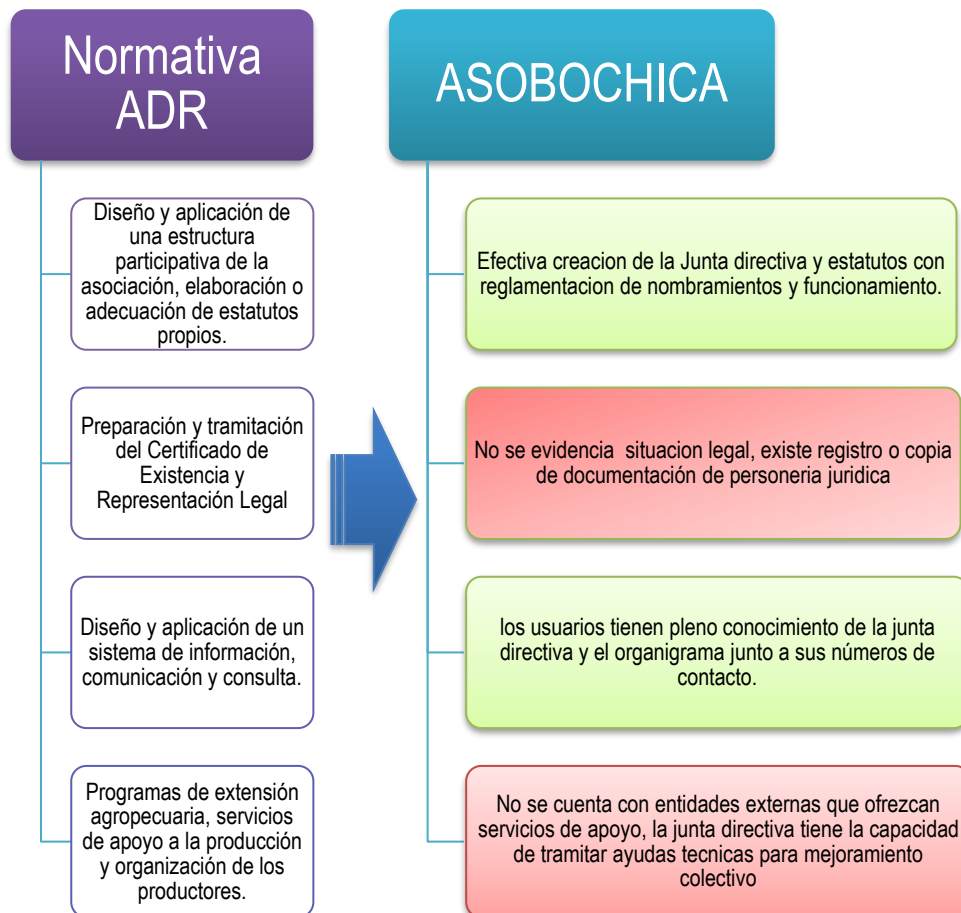 Normativa
ADR
Diseño y aplicación de
una estructura
participativa de la
asociación, elaboración o
adecuación de estatutos
propios.
Preparación y tramitación
del Certificado de
Existencia y
Representación Legal
Diseño y aplicación de un
sistema de información,
comunicación y consulta.
Programas de extensión
agropecuaria, servicios
de apoyo a la producción
y organización de los
productores.
ASOBOCHICA
Efectiva creacion de la Junta directiva y estatutos con
reglamentacion de nombramientos y funcionamiento.
No se evidencia situacion legal, existe registro o copia
de documentación de personeria juridica
los usuarios tienen pleno conocimiento de la junta
directiva y el organigrama junto a sus números de
contacto.
No se cuenta con entidades externas que ofrezcan
servicios de apoyo, la junta directiva tiene la capacidad
de tramitar ayudas tecnicas para mejoramiento
colectivo